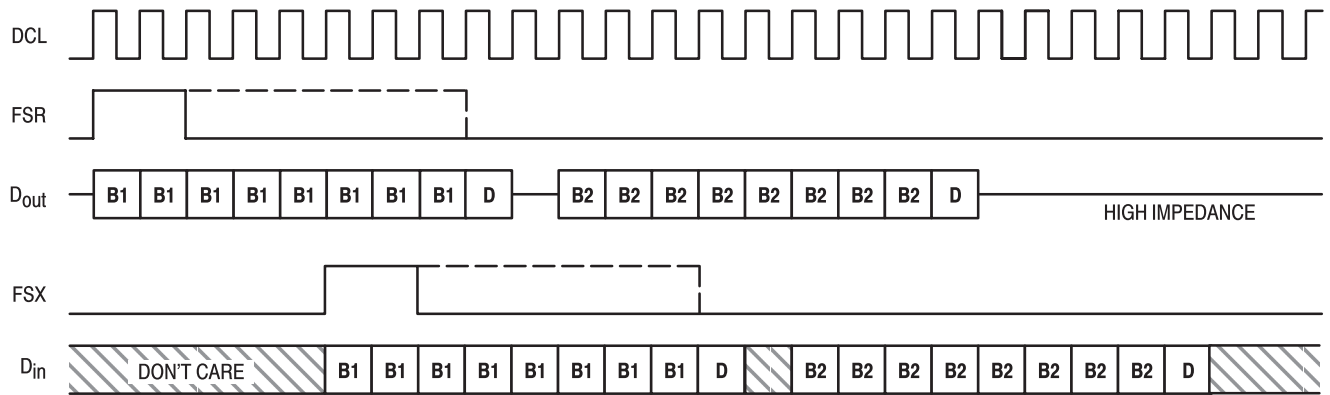 DCL
FSR
Dout B1 B1 B1 B1 B1 B1 B1 B1 D B2 B2 B2 B2 B2 B2 B2 B2 D
HIGH IMPEDANCE
FSX
Din DON'T CARE B1 B1 B1 B1 B1 B1 B1 B1 D B2 B2 B2 B2 B2 B2 B2 B2 D